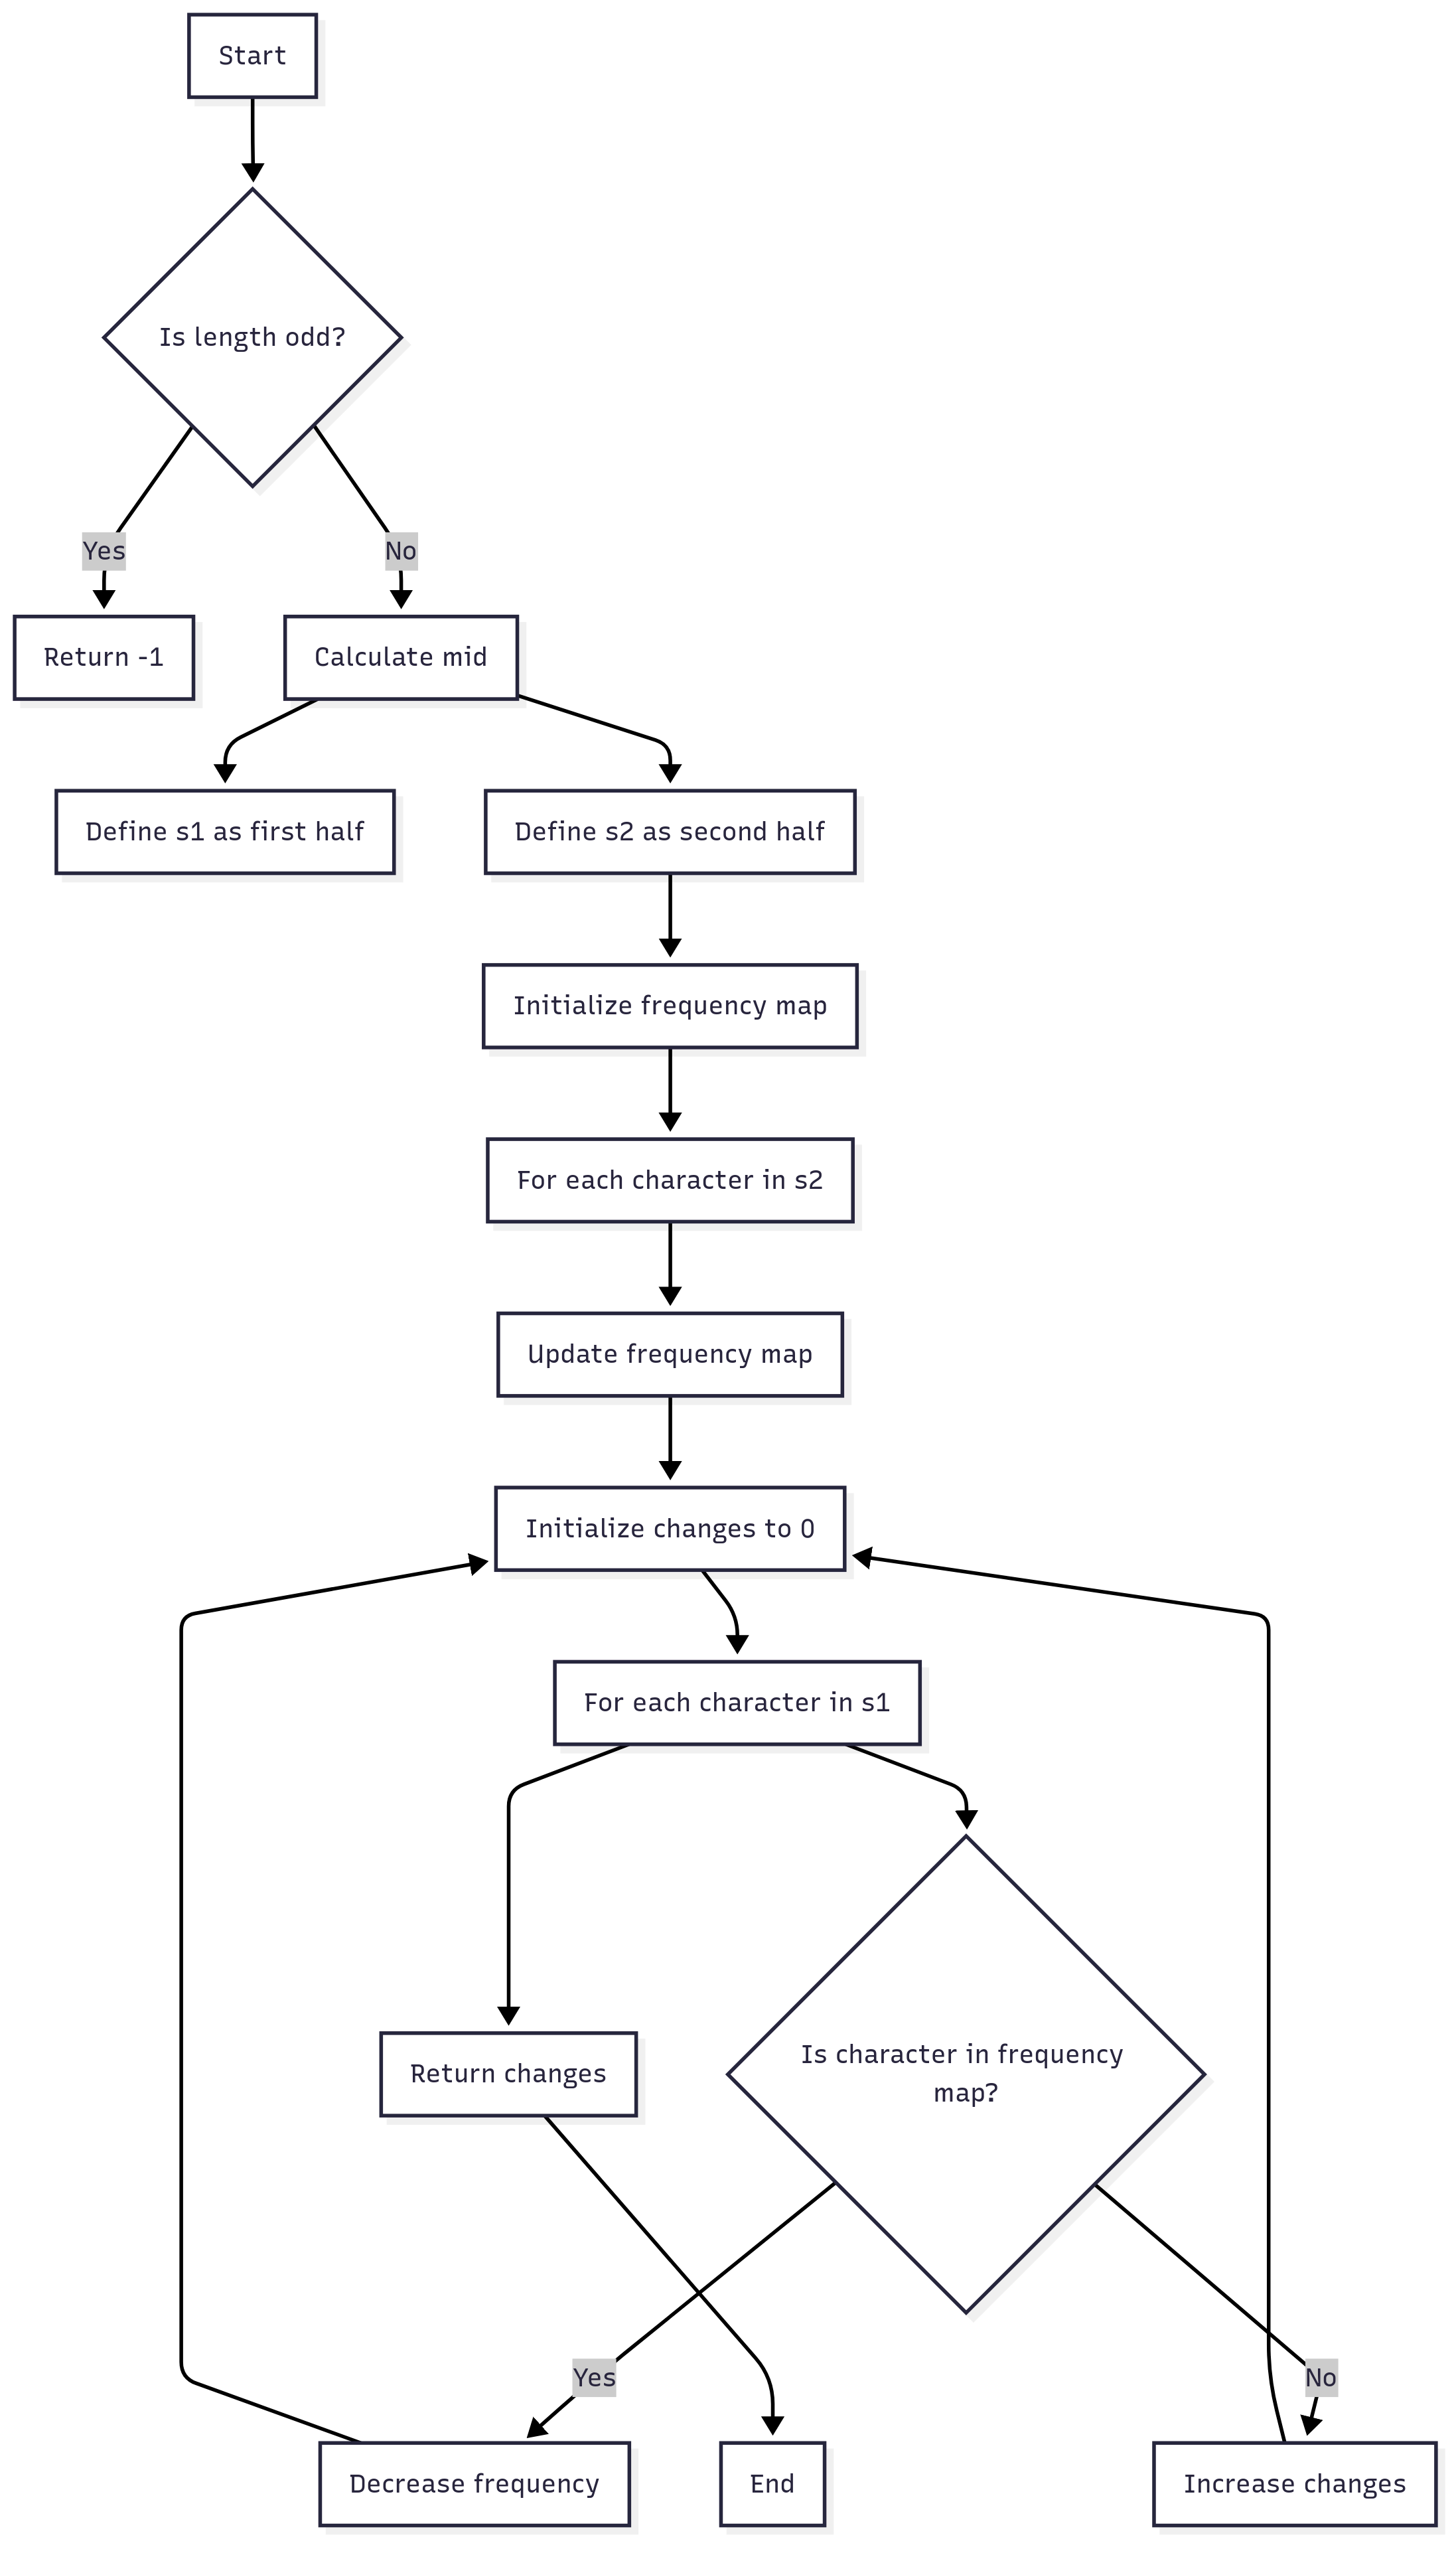 Start
Is length odd?
Yes
No
Return -1
Calculate mid
Define s1 as first half
Define s2 as second half
Initialize frequency map
For each character in s2
Update frequency map
Initialize changes to 0
For each character in s1
Return changes
Is character in frequency
map?
Yes
No
Decrease frequency
End
Increase changes